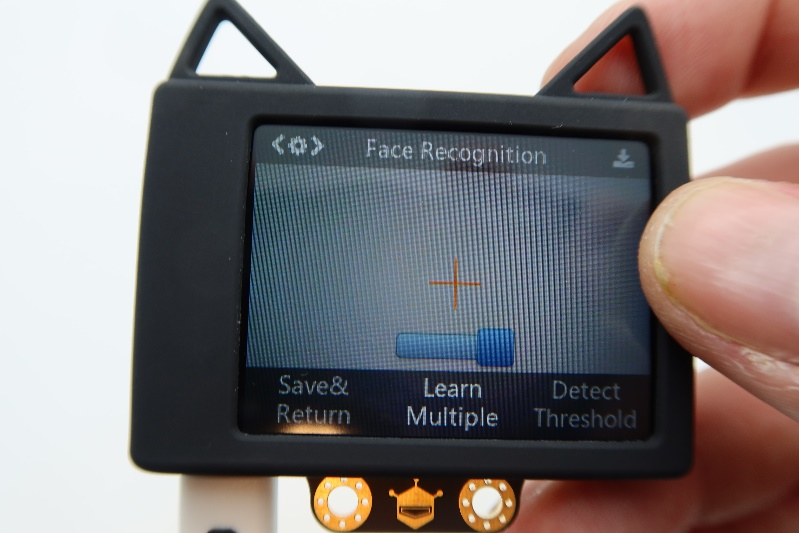 Face Recognition
Save&
Return
Learn
Multiple
Detect
Threshold